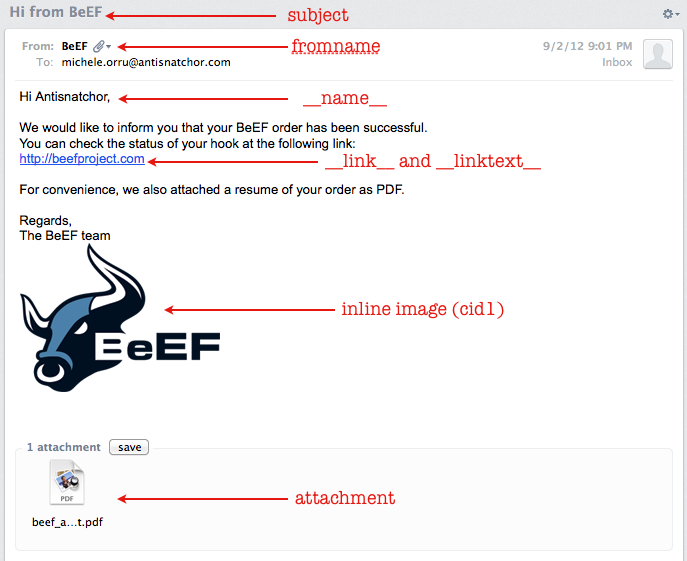 Hi from BeEF subject
From: BeEF fromname 9/2/12 9:01 PM
To: michele.orru@antisnatchor.com Inbox
Hi Antisnatchor, __name__
We would like to inform you that your BeEF order has been successful.
You can check the status of your hook at the following link:
http://beefproject.com __link__ and __linktext__
For convenience, we also attached a resume of your order as PDF.
Regards,
The BeEF team
BeEF
inline image (cid1)
1 attachment save
PDF
attachment
beef_a...t.pdf